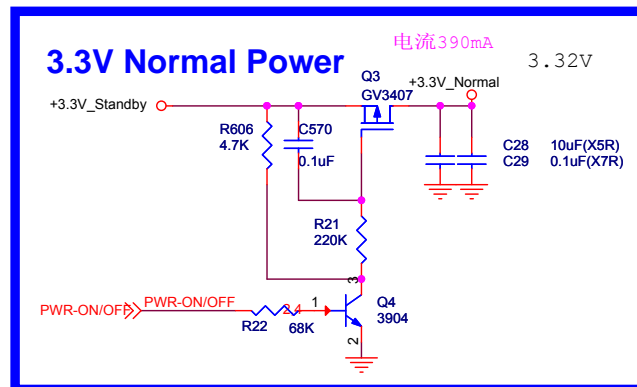 电流390mA
3.3V Normal Power
3.32V
Q3
+3.3V_Normal
GV3407
+3.3V_Standby
R606
4.7K
C570
0.1uF
C28 10uF(X5R)
C29 0.1uF(X7R)
R21
220K
3
Q4
3904
PWR-ON/OFF
PWR-ON/OFF
2.4
1
R22
68K
2